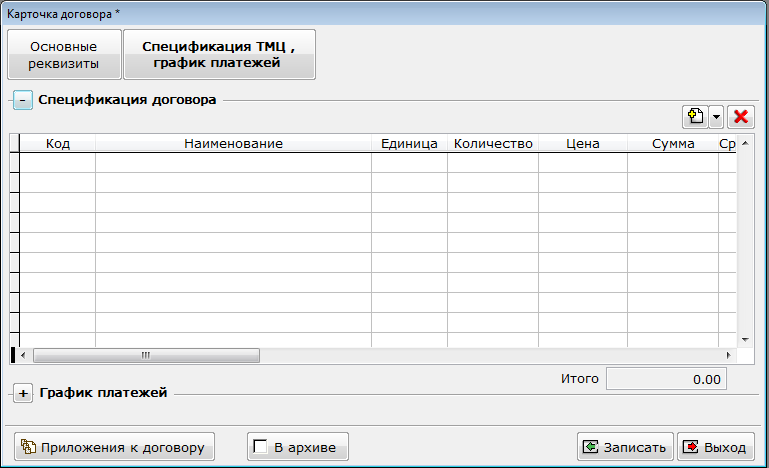 Карточка договора *
Основные
реквизиты
Спецификация ТМЦ ,
график платежей
- Спецификация договора
Код Наименование Единица Количество Цена Сумма Ср
Итого 0.00
+ График платежей
Приложения к договору В архиве Записать Выход